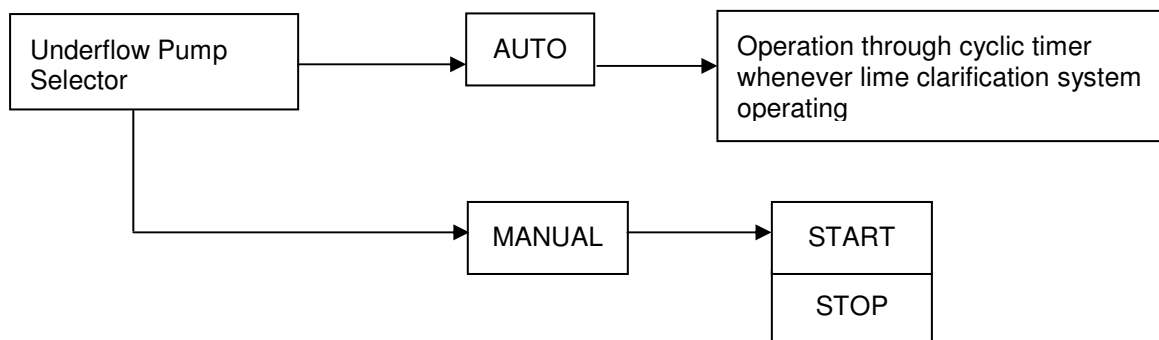 Underflow Pump
Selector
AUTO
Operation through cyclic timer
whenever lime clarification system
operating
MANUAL
START
STOP